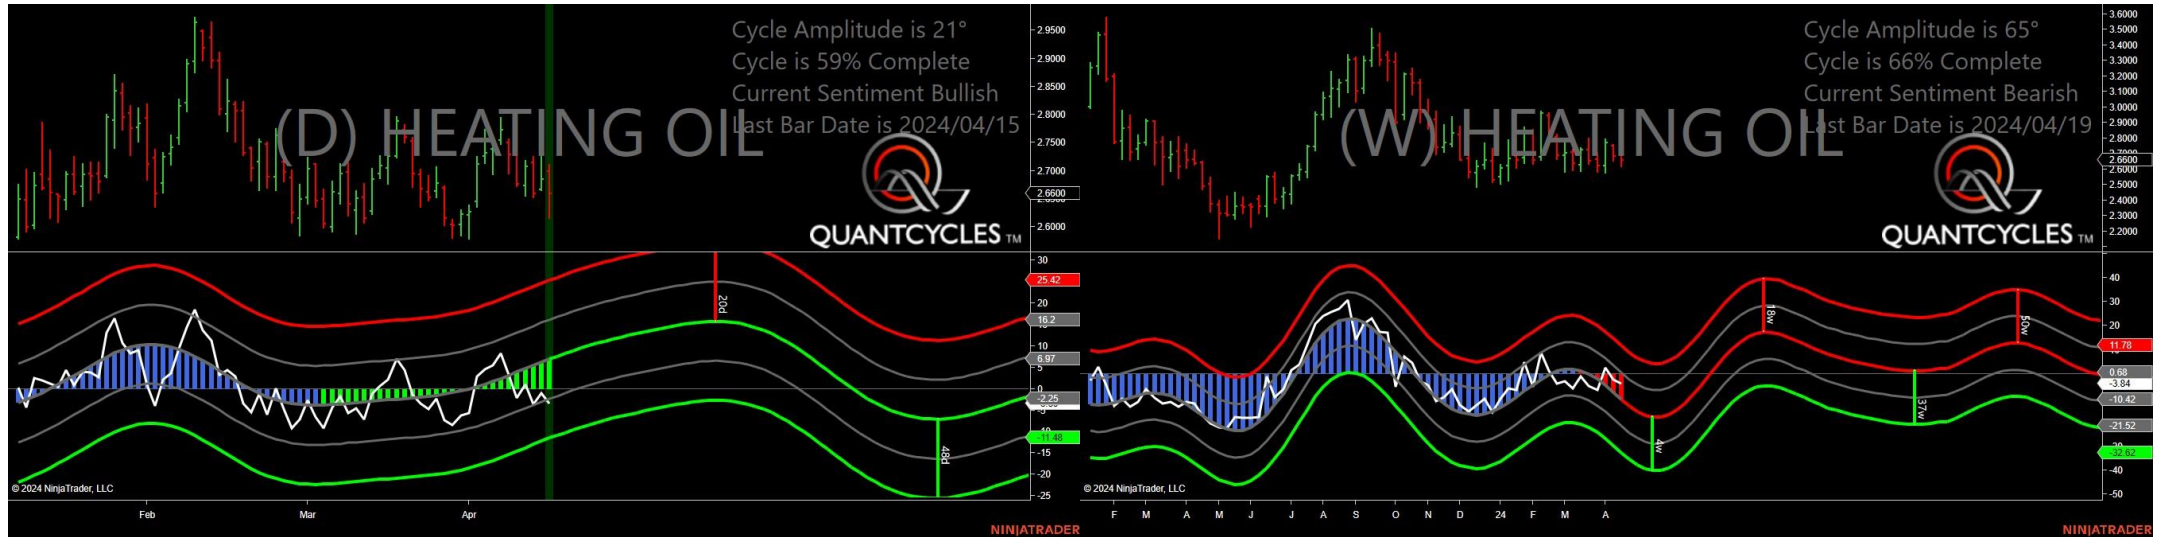 Cycle Amplitude is 21°
Cycle is 59% Complete
Current Sentiment Bullish
Last Bar Date is 2024/04/15
(D) HEATING OIL
QUANTCYCLES TM
2.9500
2.9000
2.8500
2.8000
2.7500
2.7000
2.6600
2.6000
30
25.42
20
16.2
10
6.97
5
0
-2.25
-11.48
-15
-20
-25
20d
48d
© 2024 NinjaTrader, LLC
Feb Mar Apr
NINJATRADER
Cycle Amplitude is 65°
Cycle is 66% Complete
Current Sentiment Bearish
Last Bar Date is 2024/04/19
(W) HEATING OIL
QUANTCYCLES TM
3.6000
3.4000
3.3000
3.2000
3.1000
3.0000
2.9000
2.8000
2.6600
2.5000
2.4000
2.3000
2.2000
40
30
20
11.78
0.68
-3.84
-10.42
-21.52
-32.62
-40
-50
18w
50w
37w
4w
© 2024 NinjaTrader, LLC
F M A M J J A S O N D 24 F M A
NINJATRADER